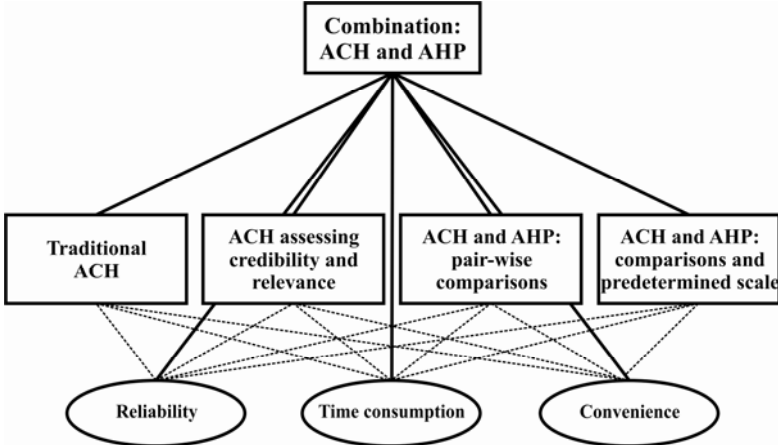 Combination:
ACH and AHP
Traditional
ACH
ACH assessing
credibility and
relevance
ACH and AHP:
pair-wise
comparisons
ACH and AHP:
comparisons and
predetermined scale
Reliability
Time consumption
Convenience